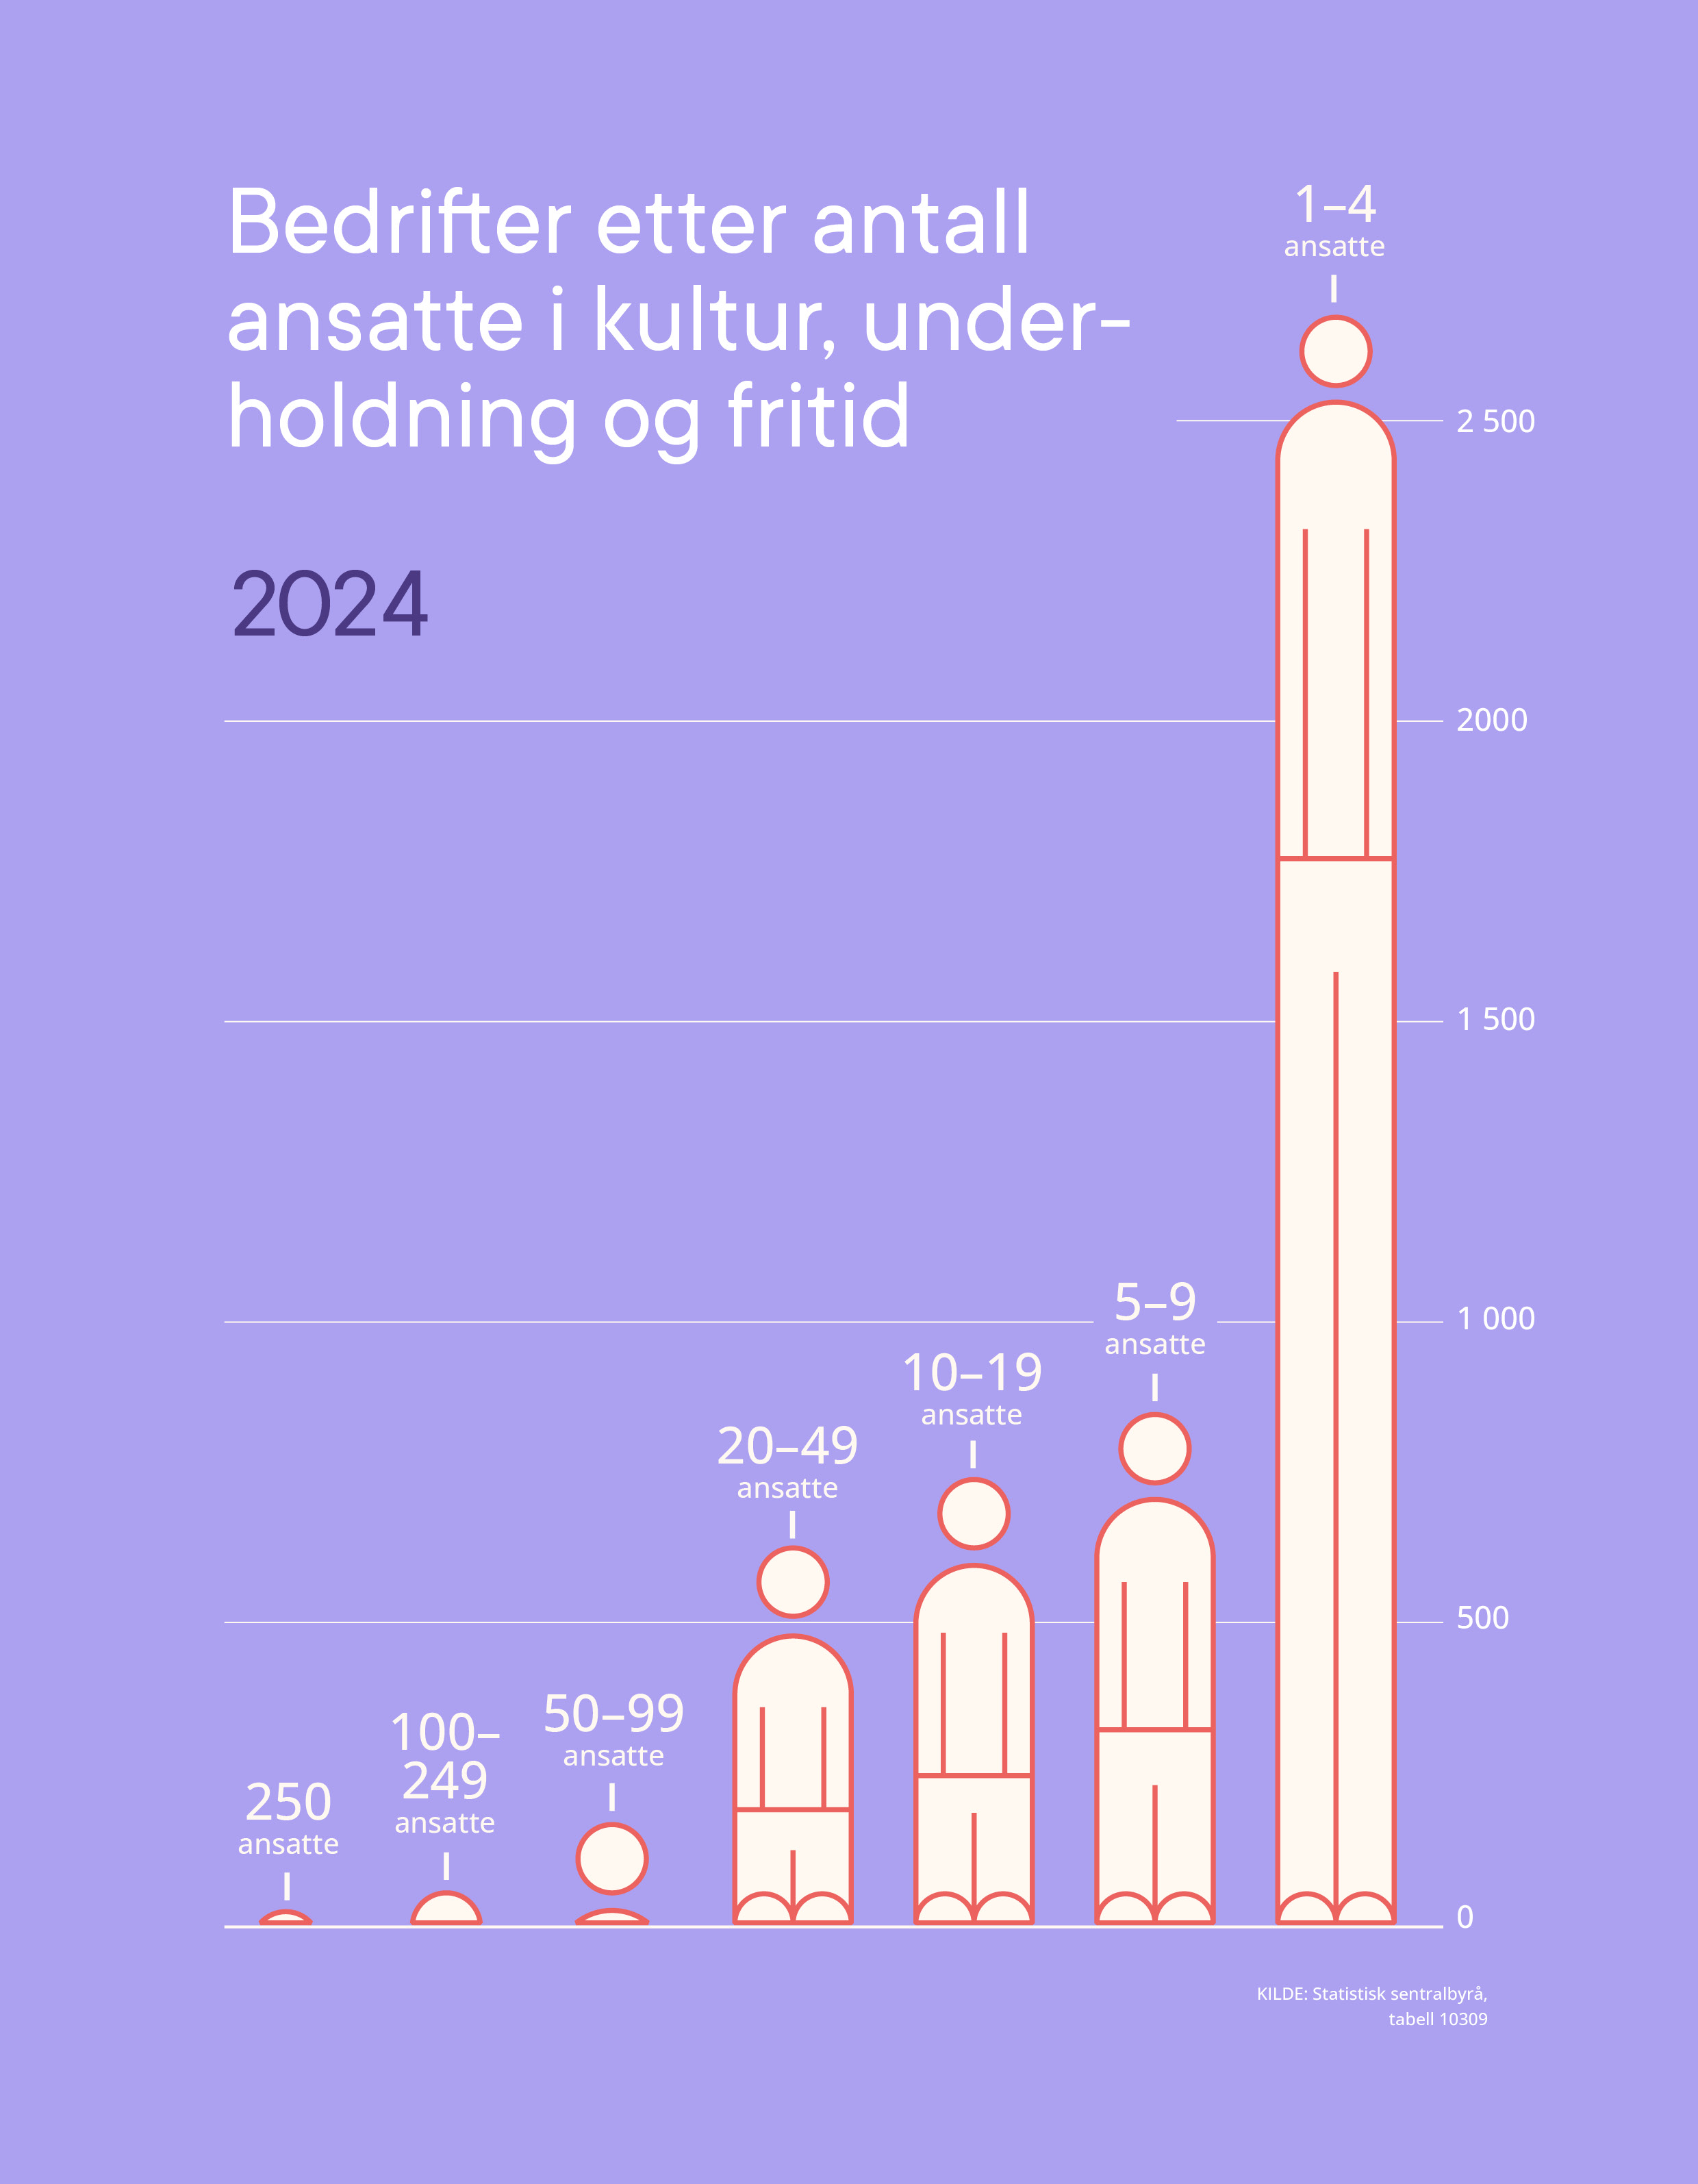 Bedrifter etter antall
ansatte i kultur, under-
holdning og fritid
2024
1–4
ansatte
2 500
2000
1 500
1 000
500
0
5–9
ansatte
10–19
ansatte
20–49
ansatte
50–99
ansatte
100–
249
ansatte
250
ansatte
KILDE: Statistisk sentralbyrå,
tabell 10309